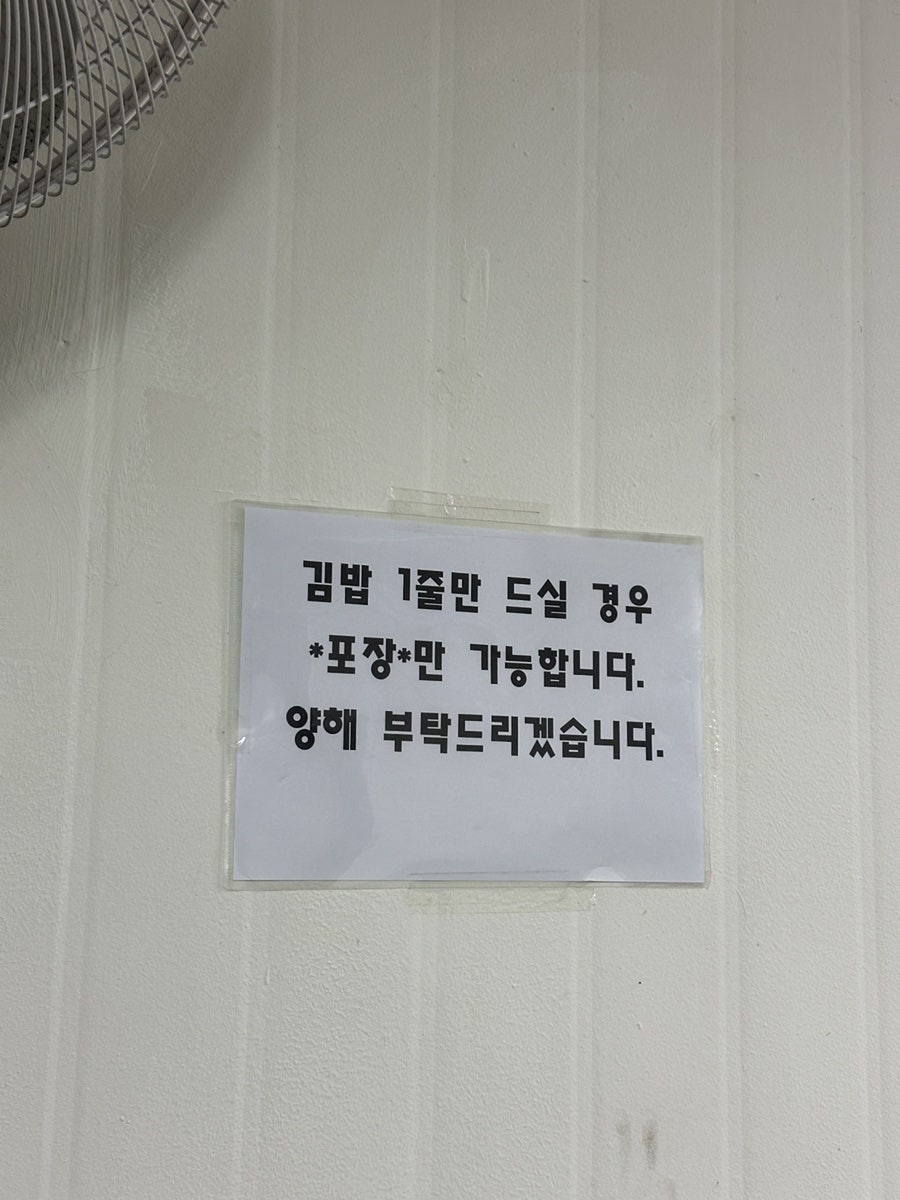 김밥 1줄만 드실 경우
*포장*만 가능합니다.
양해 부탁드리겠습니다.